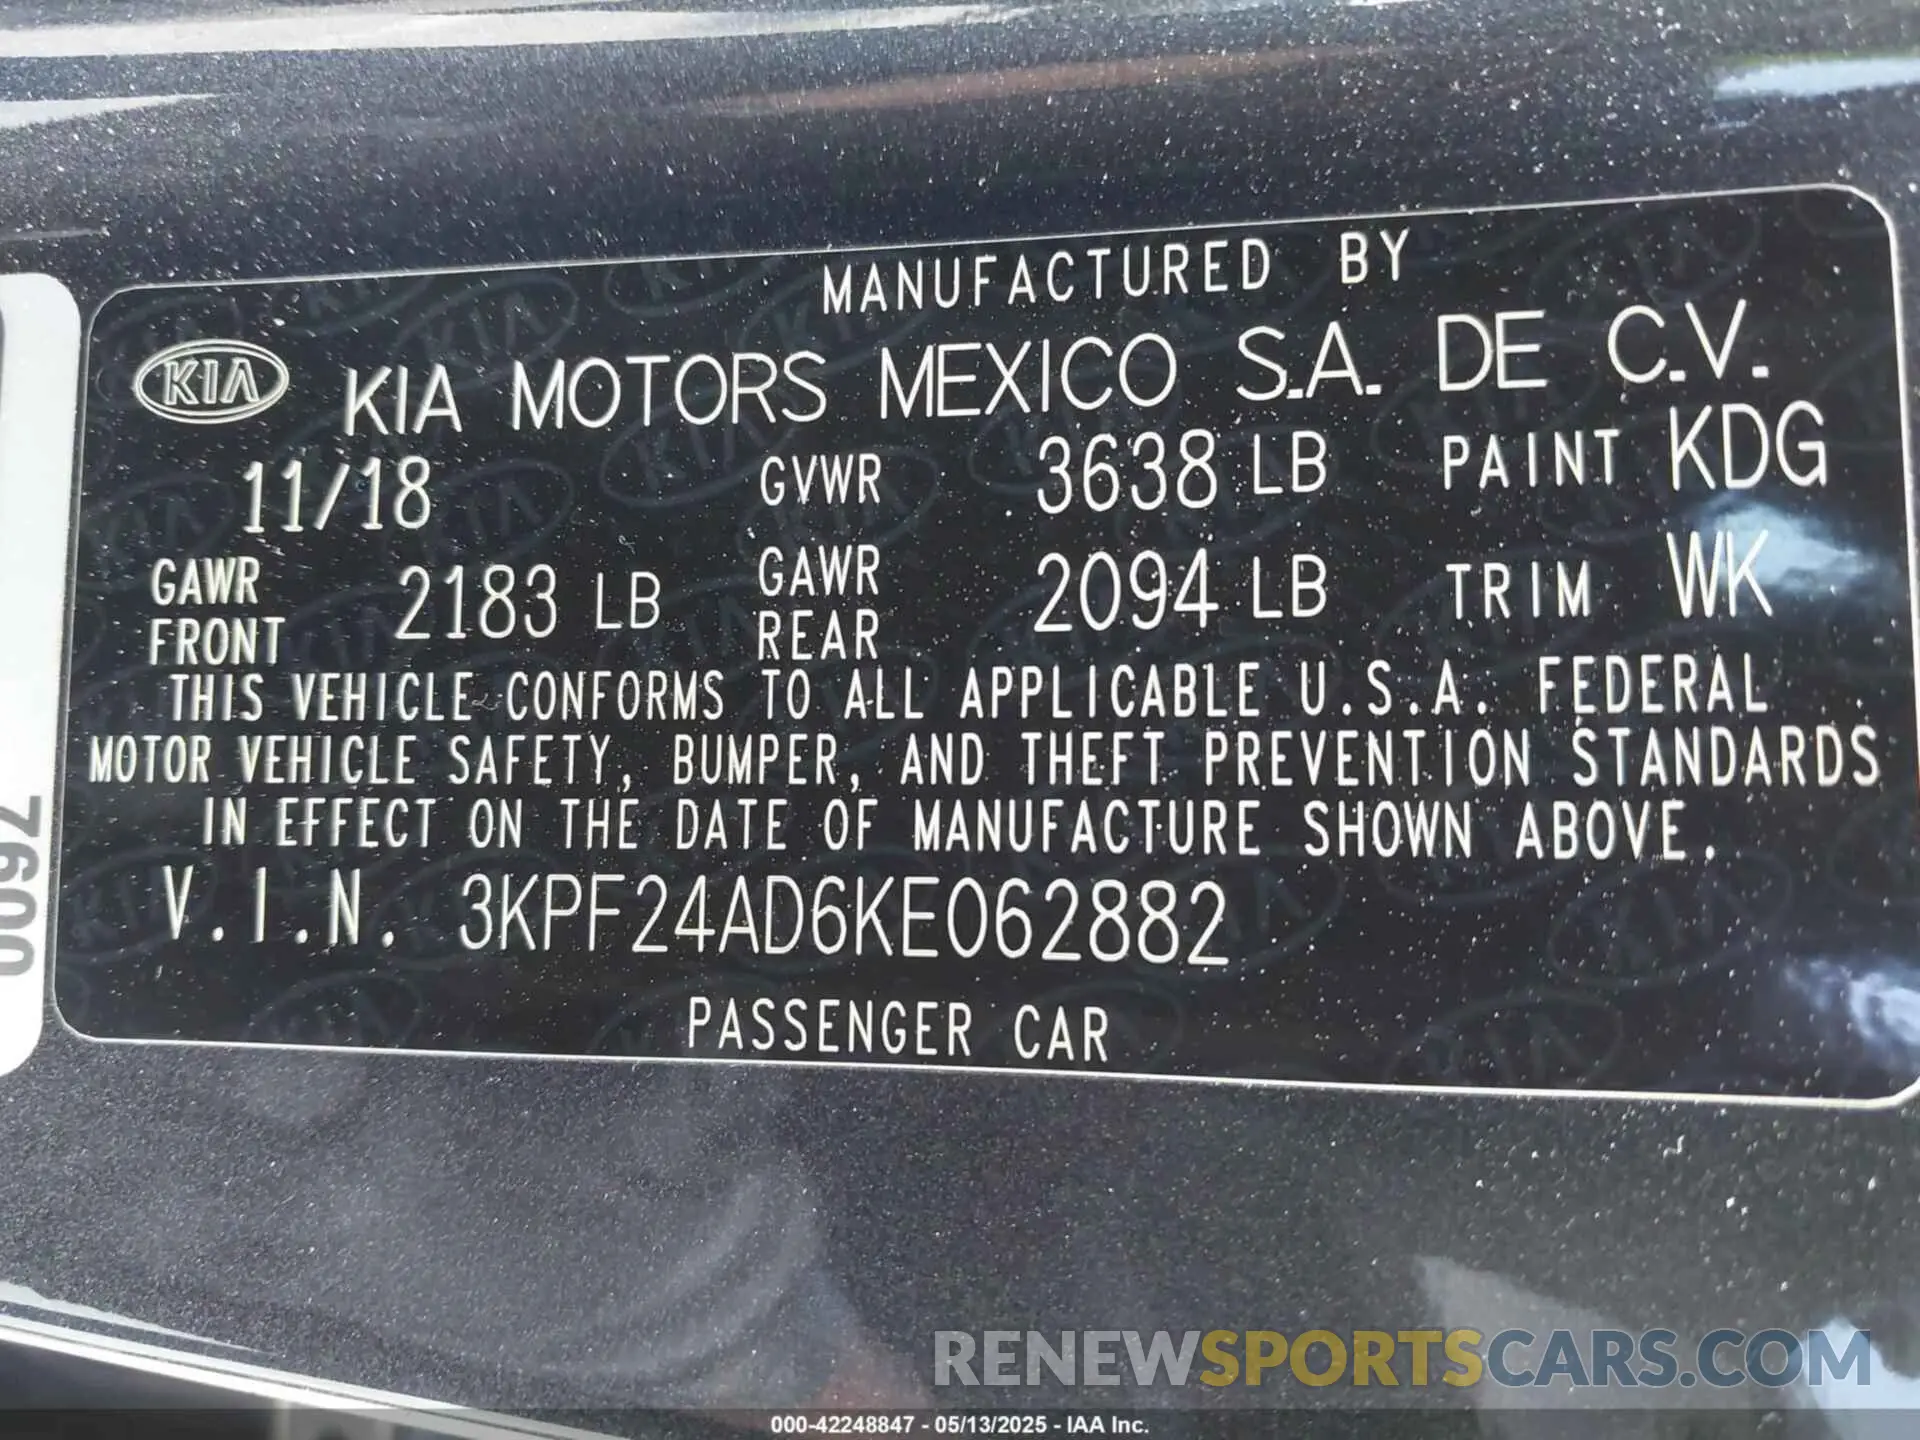 MANUFACTURED BY
KIA KIA MOTORS MEXICO S.A. DE C.V.
11/18 GVWR 3638 LB PAINT KDG
GAWR FRONT 2183 LB GAWR REAR 2094 LB TRIM WK
THIS VEHICLE CONFORMS TO ALL APPLICABLE U.S.A. FEDERAL
MOTOR VEHICLE SAFETY, BUMPER, AND THEFT PREVENTION STANDARDS
IN EFFECT ON THE DATE OF MANUFACTURE SHOWN ABOVE.
V.I.N. 3KPF24AD6KE062882
PASSENGER CAR
0092
RENEWSPORTSCARS.COM
000-42248847 - 05/13/2025 - IAA Inc.